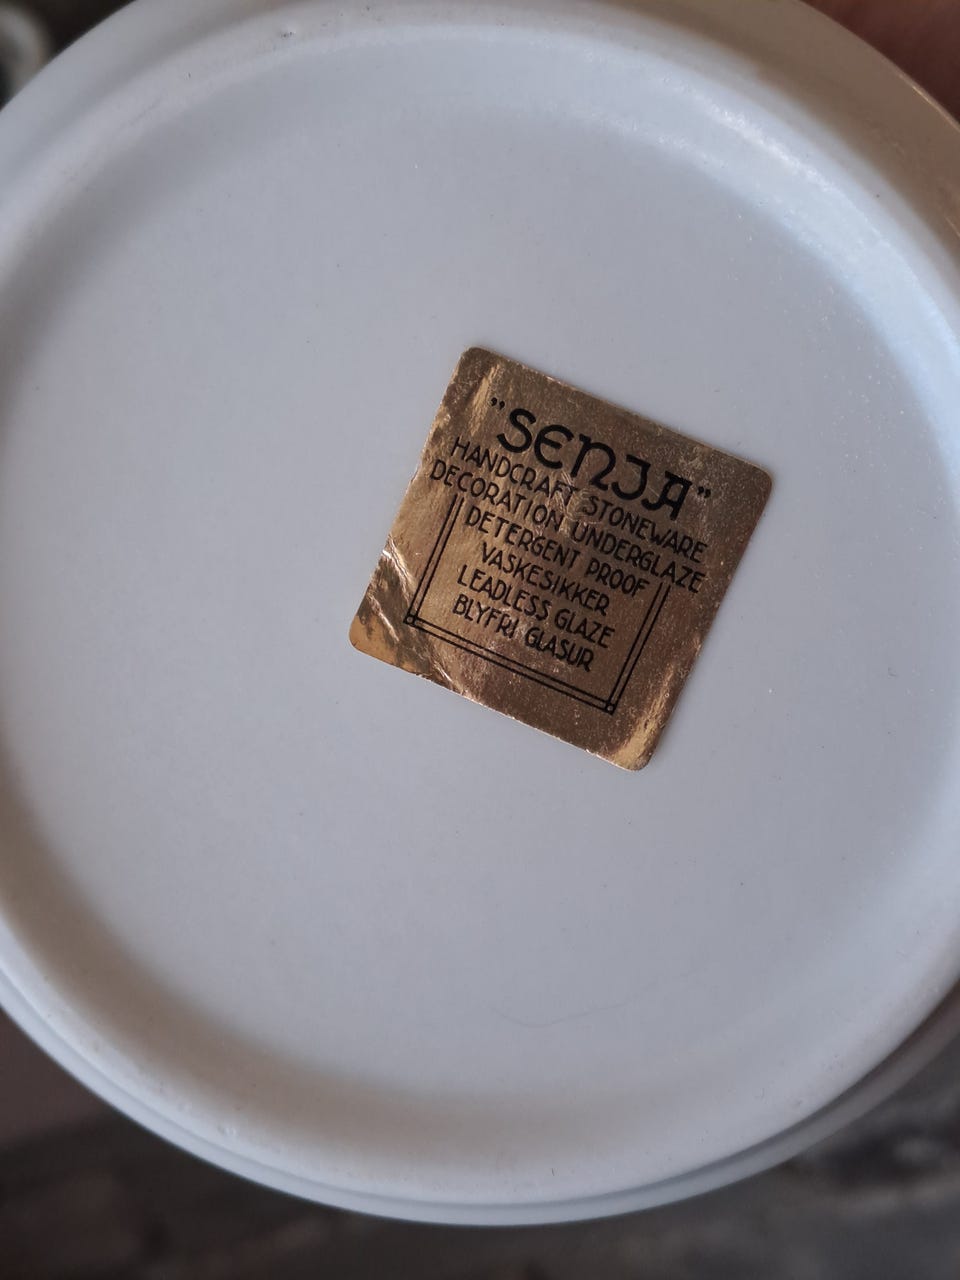 "SENJA"
HANDCRAFT STONEWARE
DECORATION UNDERGLAZE
DETERGENT PROOF
VASKESIKKER
LEADLESS GLAZE
BLYFRI GLASUR